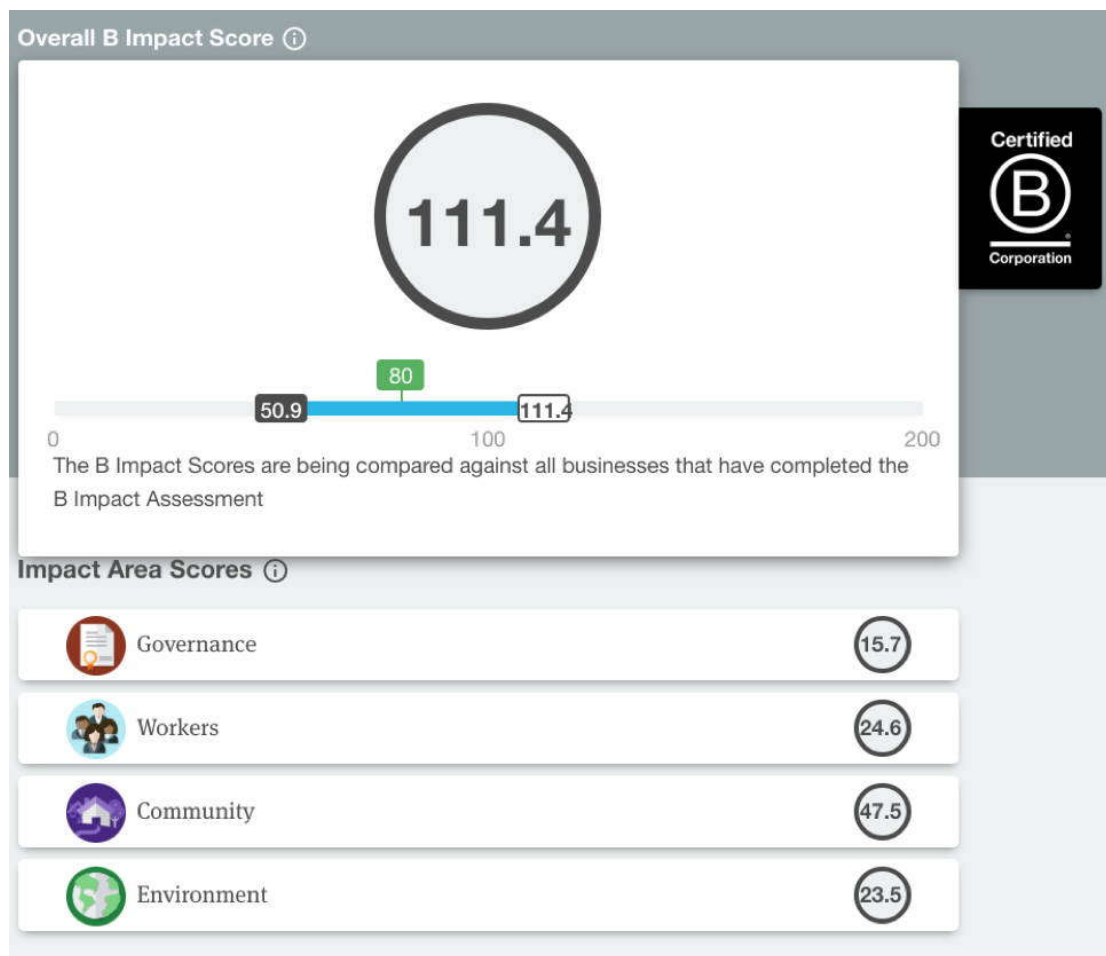 Overall B Impact Score
111.4
Certified
B
®
Corporation
80
50.9
111.4
0 100 200
The B Impact Scores are being compared against all businesses that have completed the
B Impact Assessment
Impact Area Scores
Governance 15.7
Workers 24.6
Community 47.5
Environment 23.5